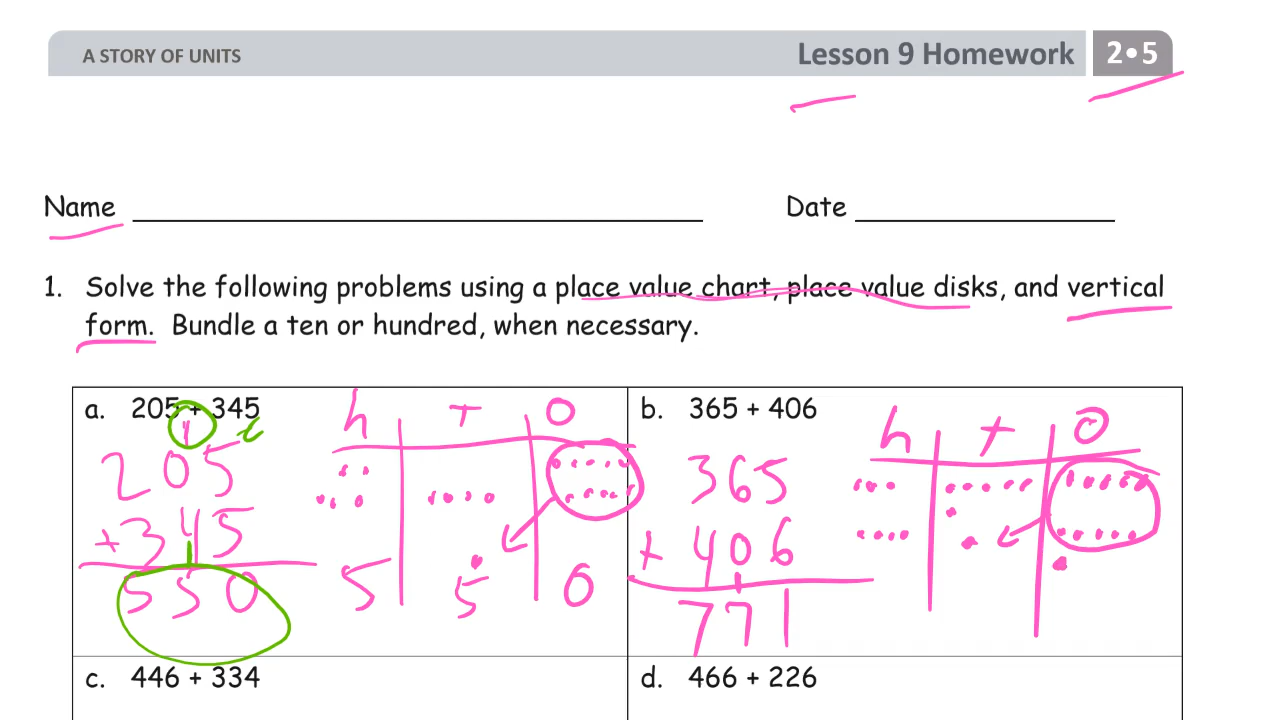 A STORY OF UNITS Lesson 9 Homework 2•5
Name Date
1. Solve the following problems using a place value chart, place value disks, and vertical
form. Bundle a ten or hundred, when necessary.
a. 205 + 345
h T O
1
205
+345
550
5 5 0
b. 365 + 406
h T O
365
+406
771
c. 446 + 334
d. 466 + 226